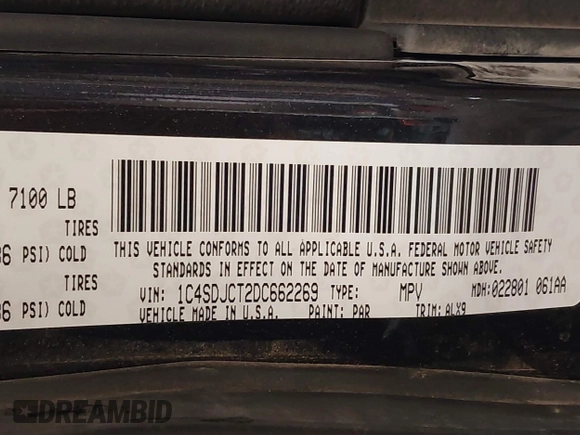 7100 LB
TIRES
36 PSI) COLD
TIRES
36 PSI) COLD
THIS VEHICLE CONFORMS TO ALL APPLICABLE U.S.A. FEDERAL MOTOR VEHICLE SAFETY
STANDARDS IN EFFECT ON THE DATE OF MANUFACTURE SHOWN ABOVE.
VIN: 1C4SDJCT2DC662269 TYPE: MPV MDH:022801 061AA
VEHICLE MADE IN U.S.A. PAINT: PAR TRIM: ALX9
DREAMBID